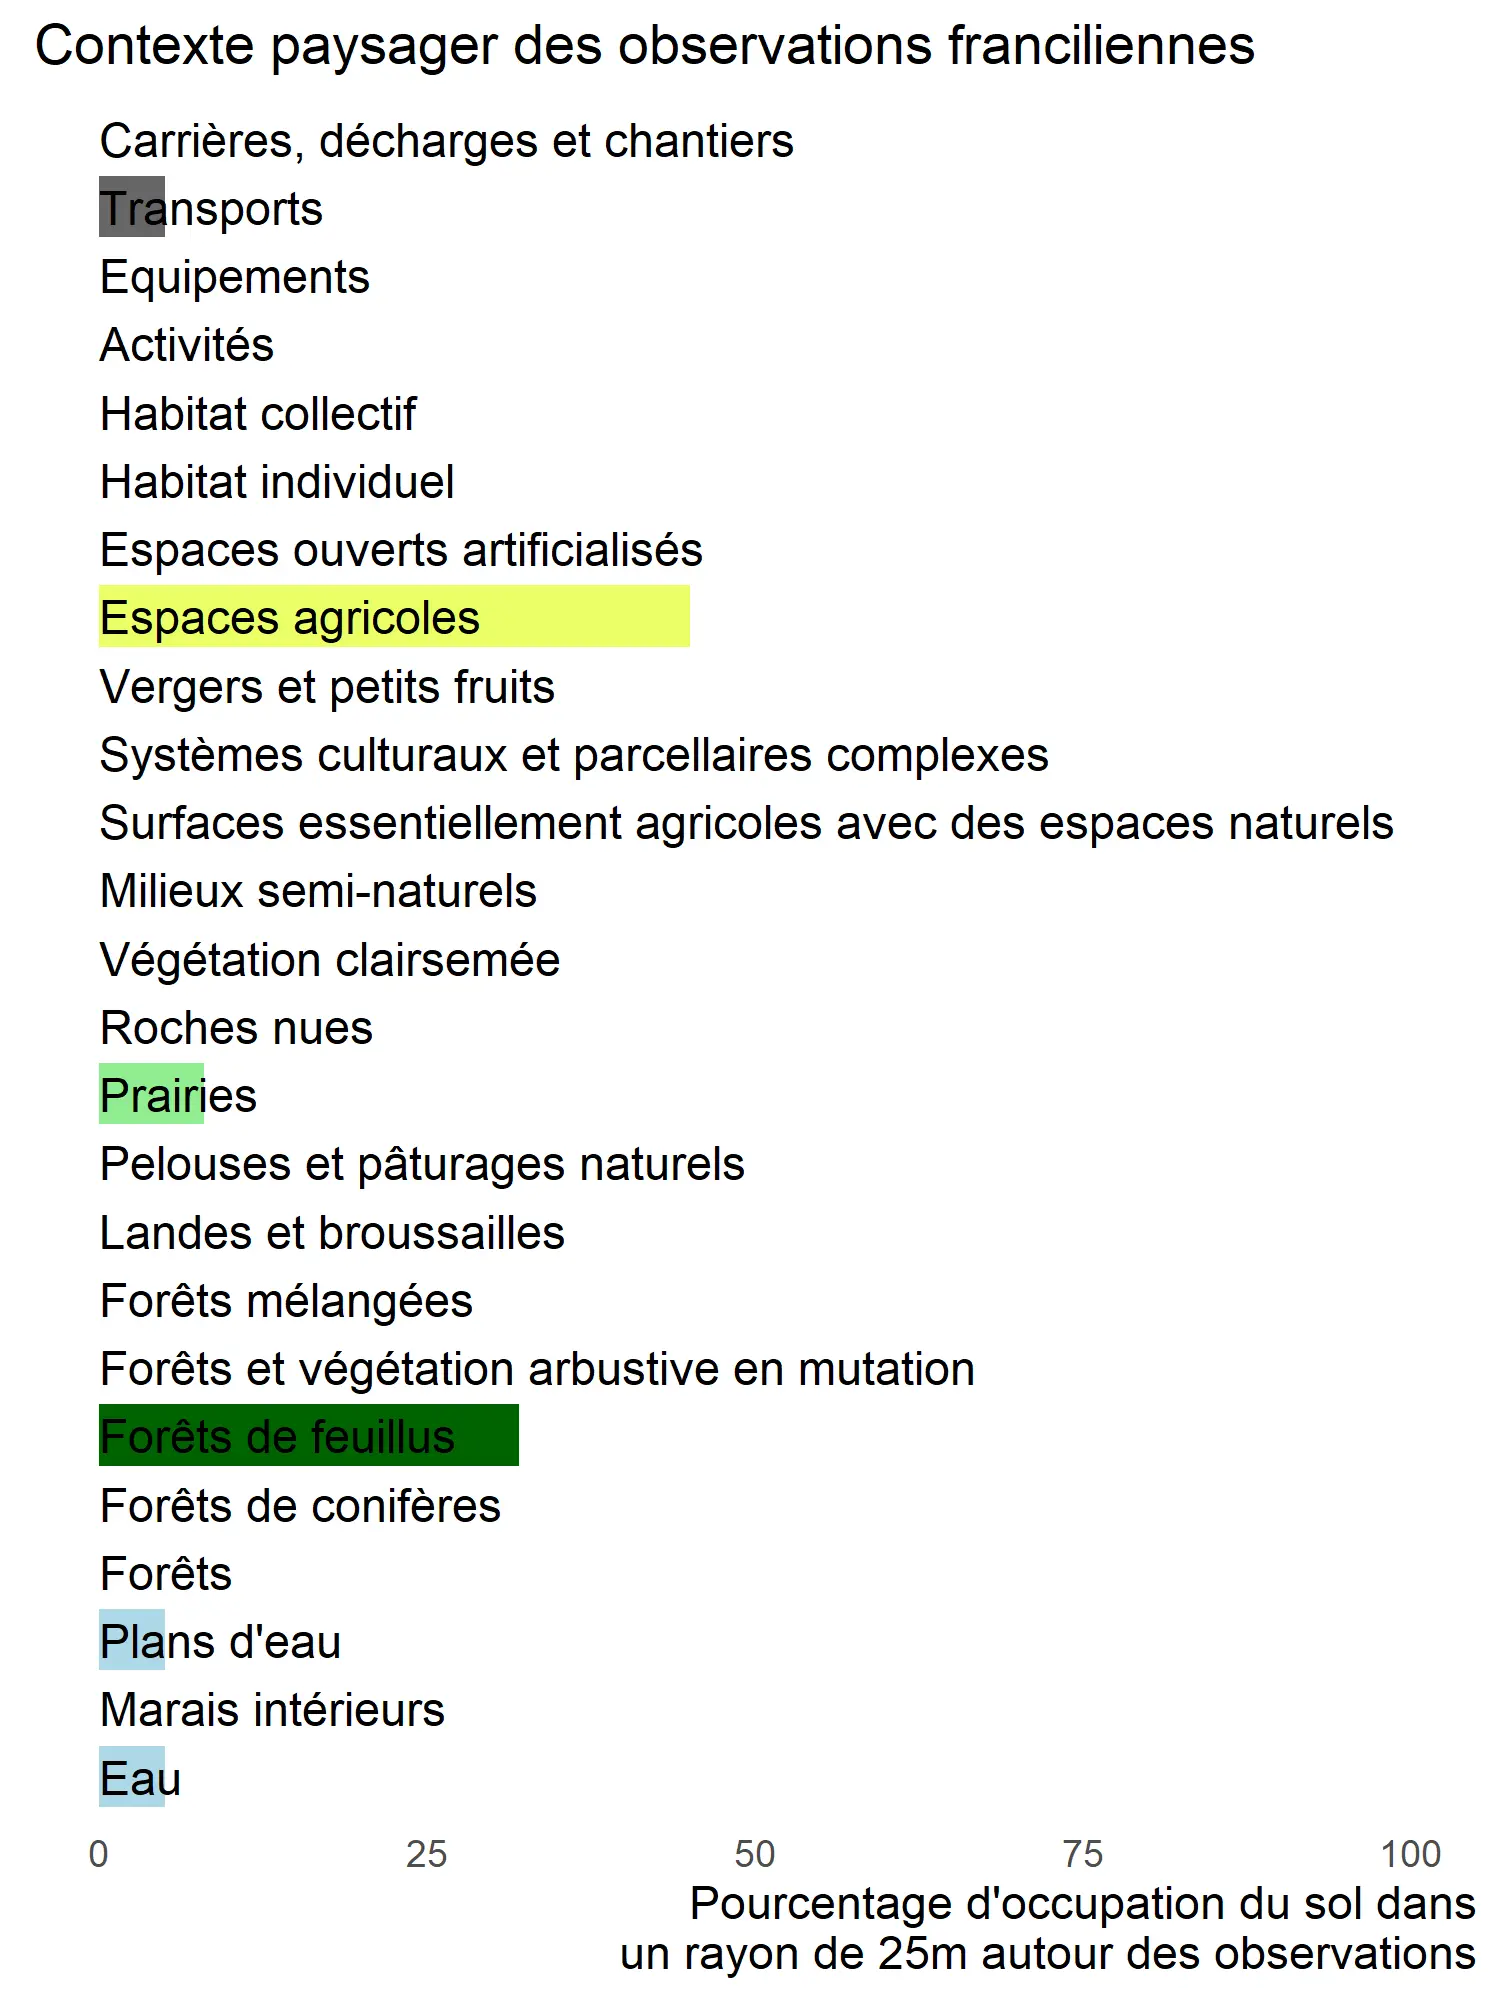 Contexte paysager des observations franciliennes
Carrières, décharges et chantiers
Transports
Equipements
Activités
Habitat collectif
Habitat individuel
Espaces ouverts artificialisés
Espaces agricoles
Vergers et petits fruits
Systèmes culturaux et parcellaires complexes
Surfaces essentiellement agricoles avec des espaces naturels
Milieux semi-naturels
Végétation clairsemée
Roches nues
Prairies
Pelouses et pâturages naturels
Landes et broussailles
Forêts mélangées
Forêts et végétation arbustive en mutation
Forêts de feuillus
Forêts de conifères
Forêts
Plans d'eau
Marais intérieurs
Eau
0 25 50 75 100
Pourcentage d'occupation du sol dans
un rayon de 25m autour des observations